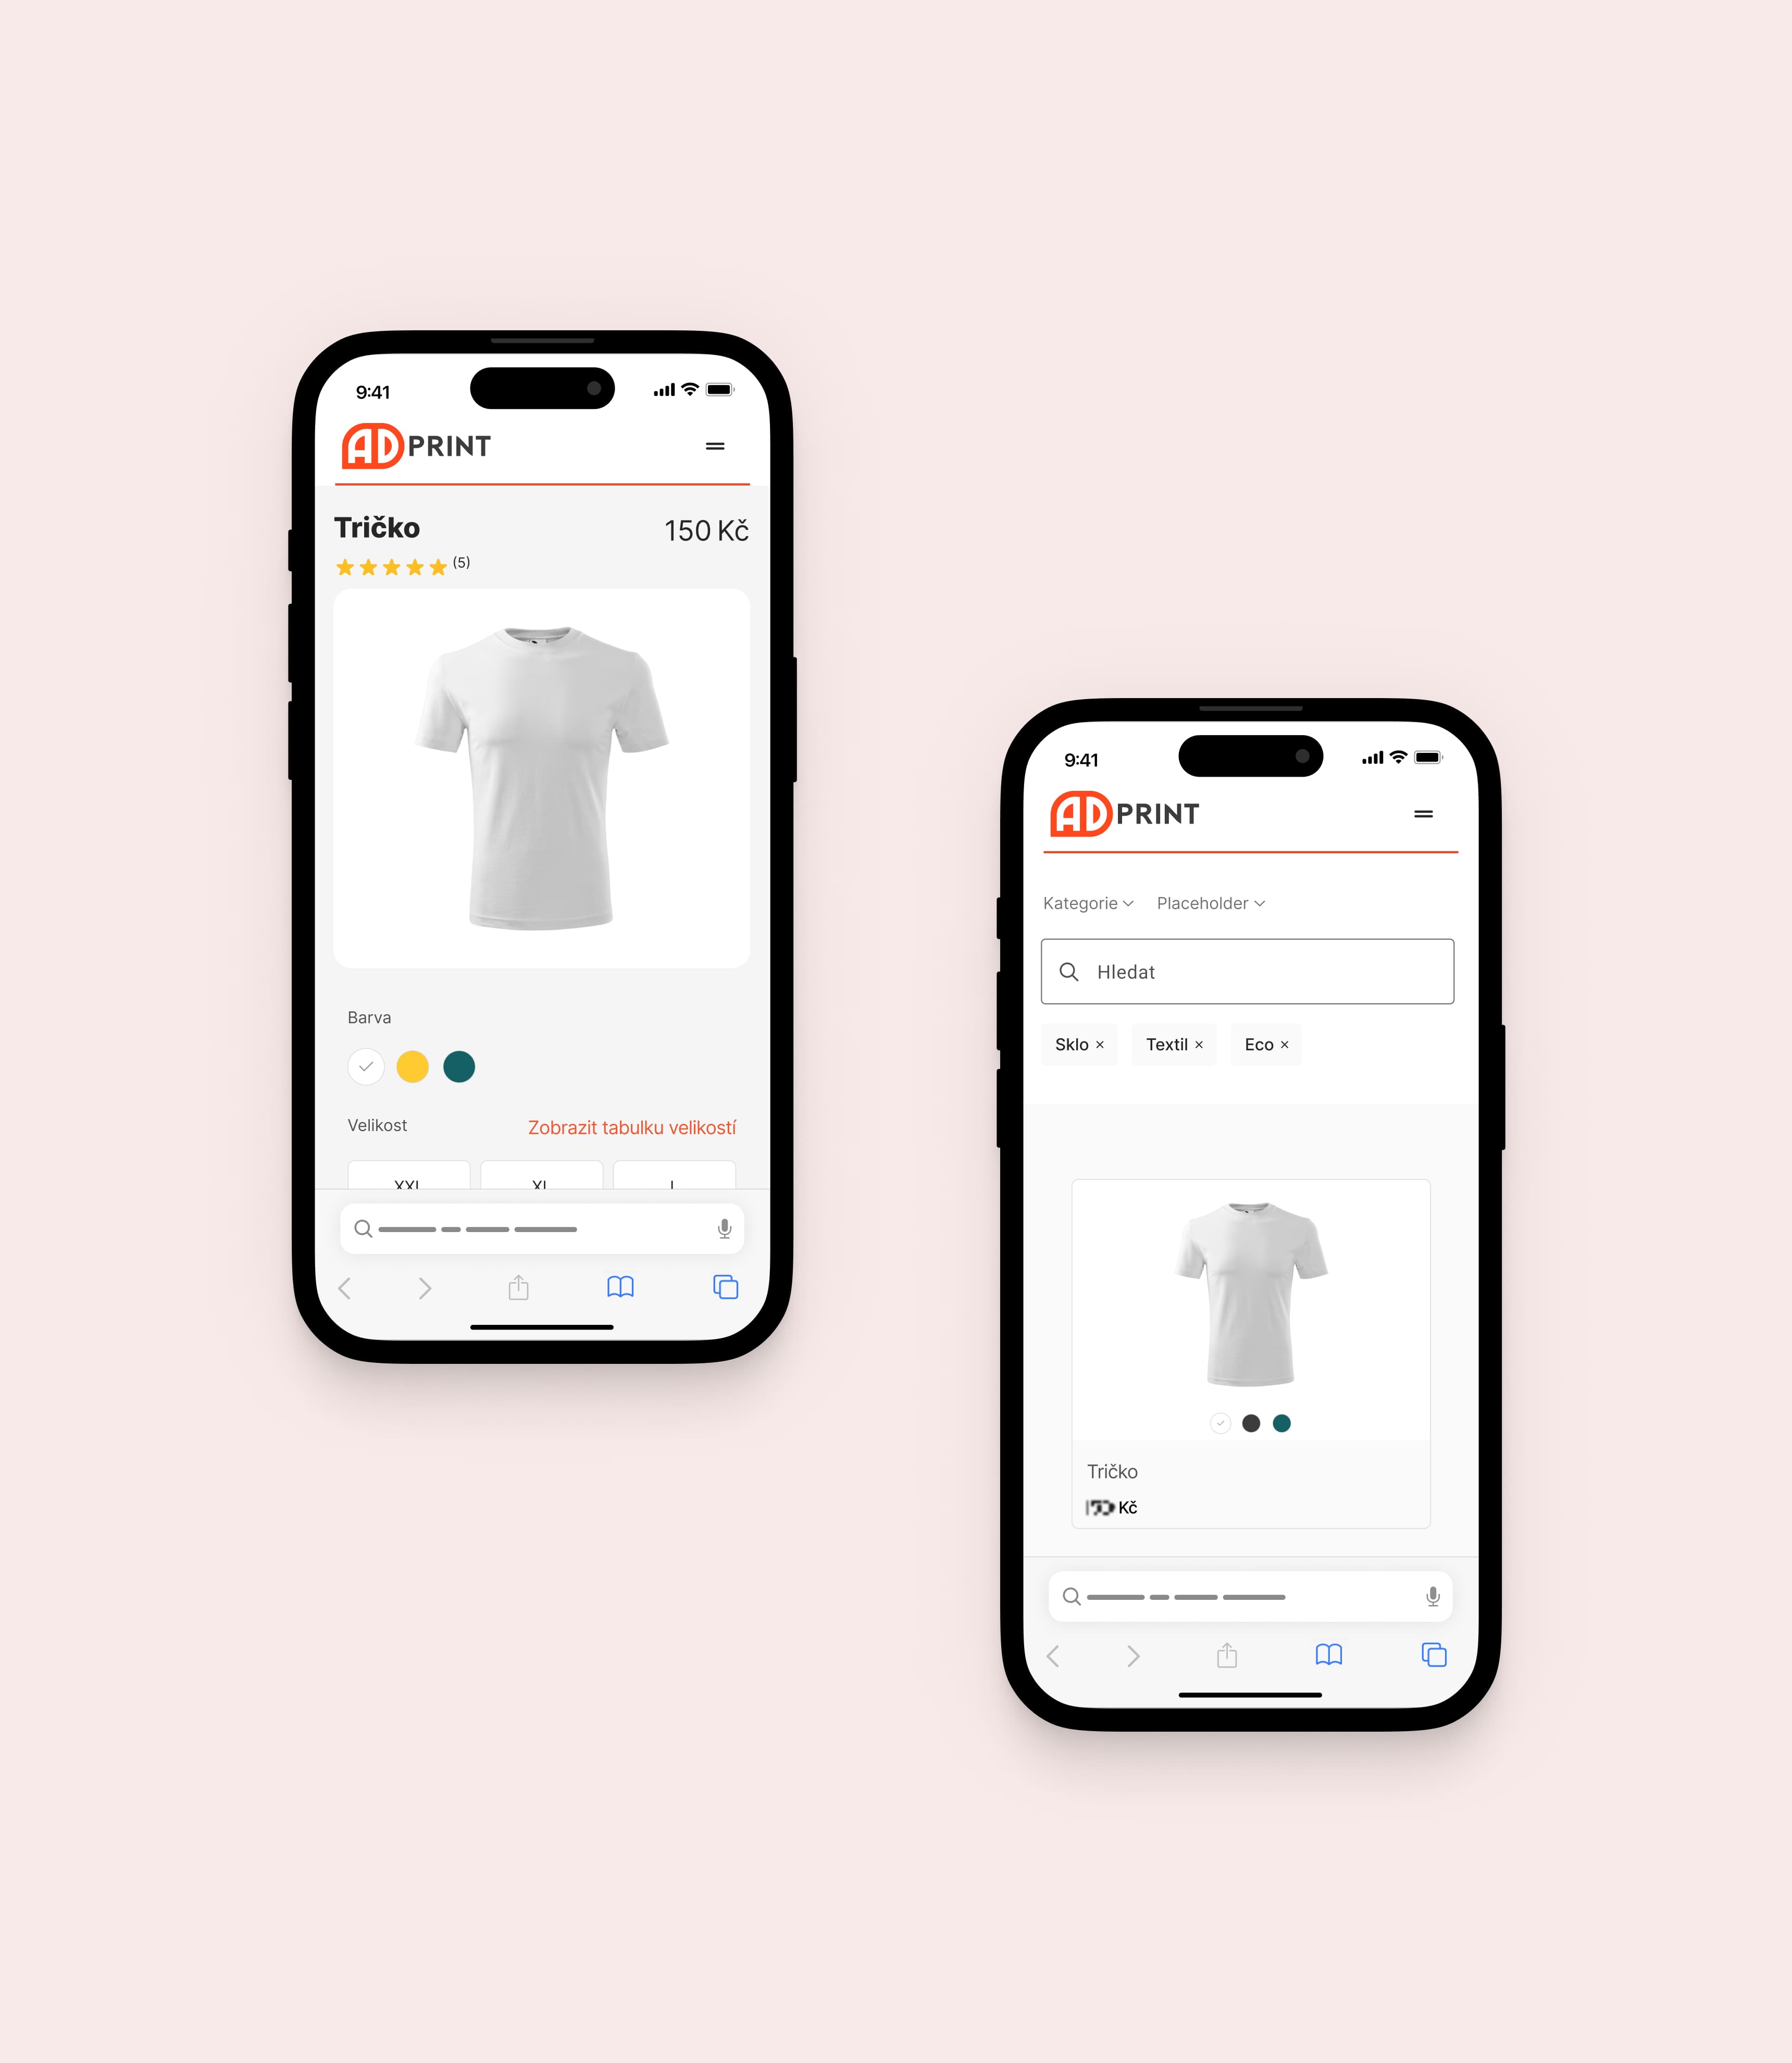 9:41
AD PRINT
Tričko
150 Kč
(5)
Barva
Velikost
Zobrazit tabulku velikostí
XXL
XL
L
9:41
AD PRINT
Kategorie
Placeholder
Hledat
Sklo ×
Textil ×
Eco ×
Tričko
Kč